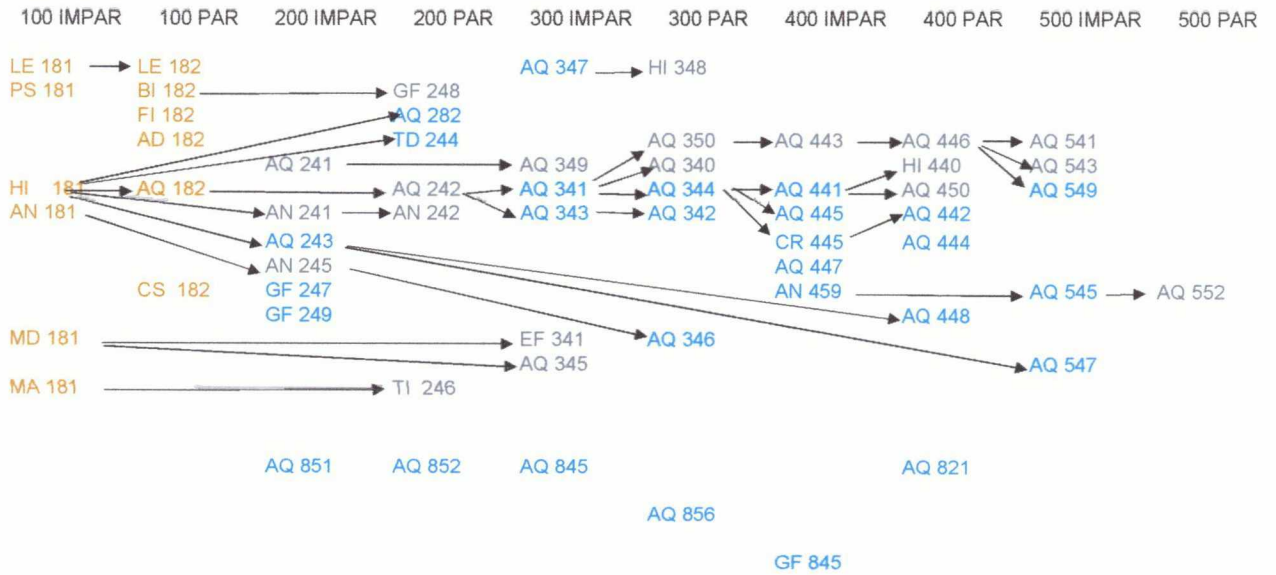 100 IMPAR 100 PAR 200 IMPAR 200 PAR 300 IMPAR 300 PAR 400 IMPAR 400 PAR 500 IMPAR 500 PAR
LE 181 LE 182 AQ 347 HI 348
PS 181 BI 182 GF 248
FI 182 AQ 282
AD 182 TD 244 AQ 350 AQ 443 AQ 446 AQ 541
AQ 241 AQ 349 AQ 340 HI 440 AQ 543
HI 181 AQ 182 AQ 242 AQ 341 AQ 344 AQ 441 AQ 450 AQ 549
AN 181 AN 241 AN 242 AQ 343 AQ 342 AQ 445 AQ 442
AQ 243 CR 445 AQ 444
AN 245 AQ 447
CS 182 GF 247 AN 459 AQ 545 AQ 552
GF 249 AQ 448
MD 181 EF 341 AQ 346
AQ 345 AQ 547
MA 181 TI 246
AQ 851 AQ 852 AQ 845 AQ 821
AQ 856
GF 845